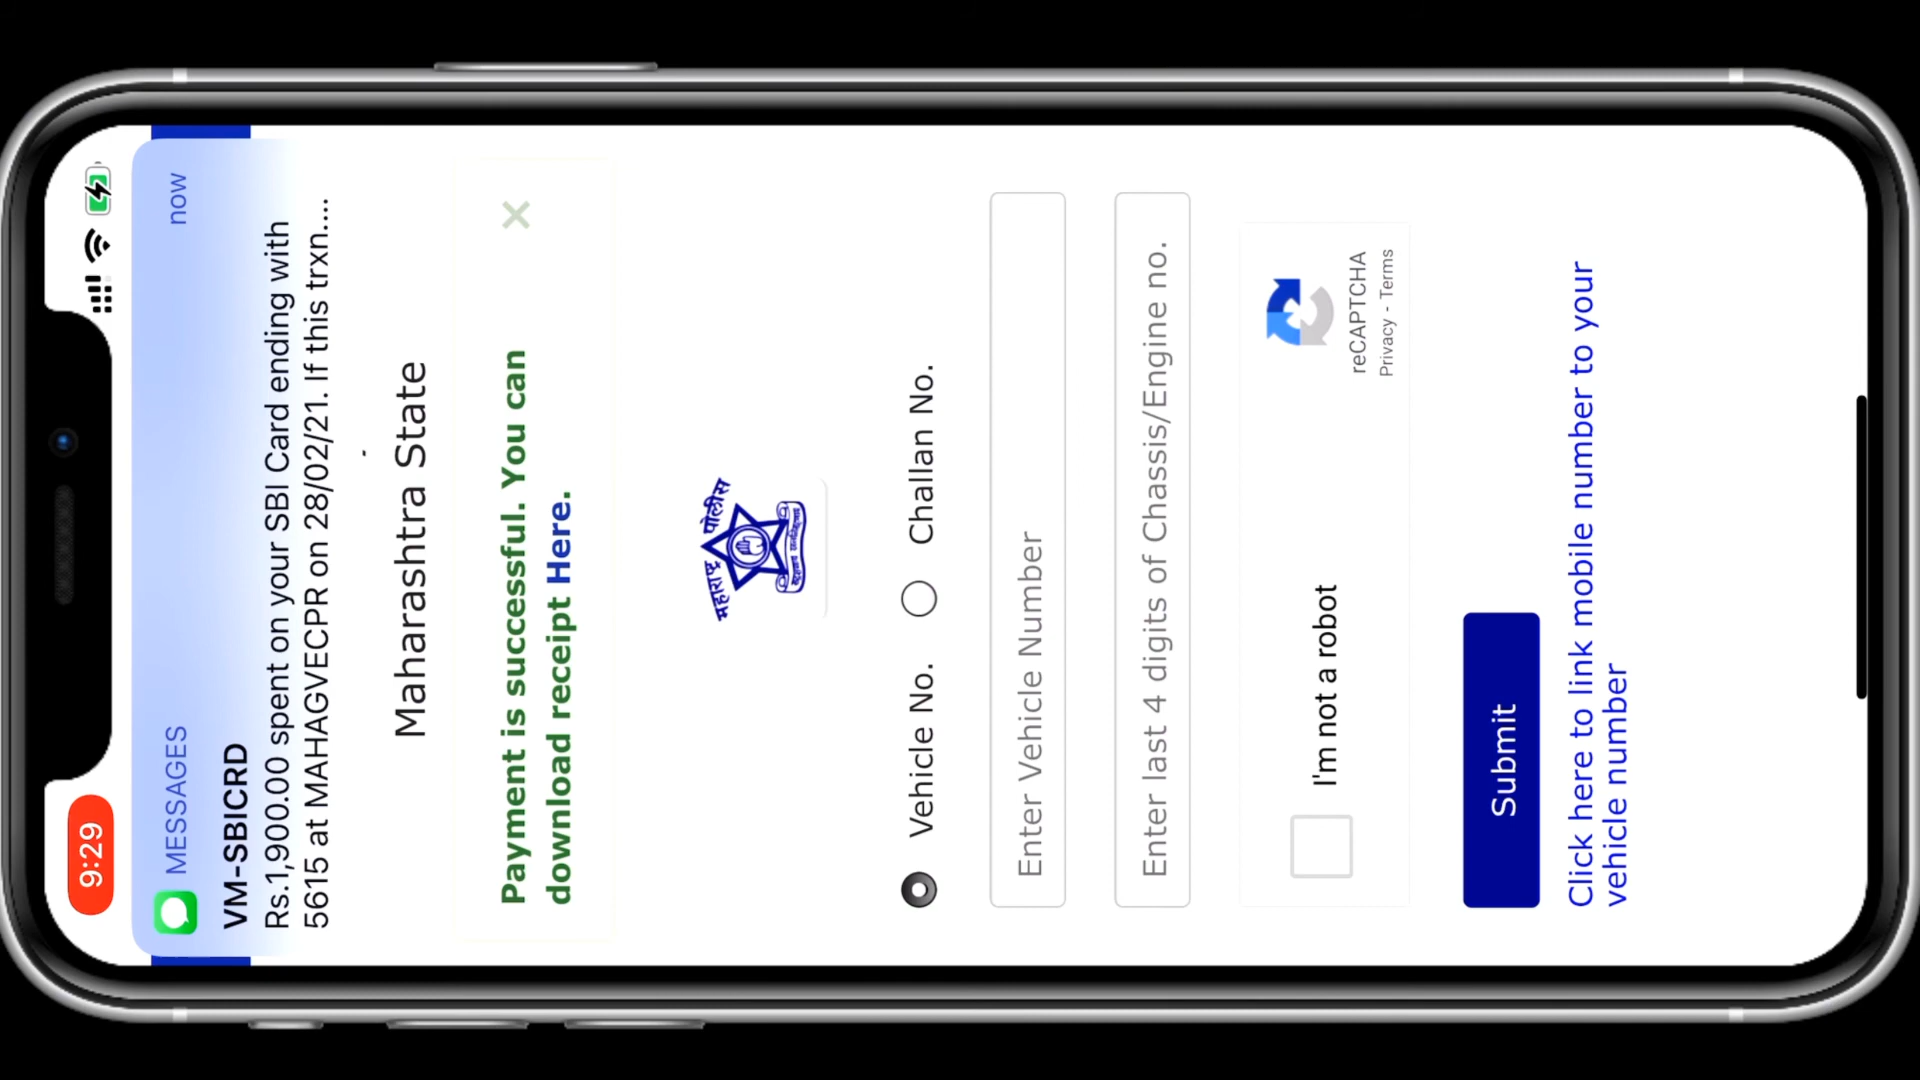 9:29
MESSAGES
now
VM-SBICRD
Rs.1,900.00 spent on your SBI Card ending with
5615 at MAHAGVECPR on 28/02/21. If this trxn....
Maharashtra State
Payment is successful. You can
download receipt Here.
×
महाराष्ट्र पोलीस
Vehicle No.
Challan No.
Enter Vehicle Number
Enter last 4 digits of Chassis/Engine no.
I'm not a robot
reCAPTCHA
Privacy - Terms
Submit
Click here to link mobile number to your
vehicle number